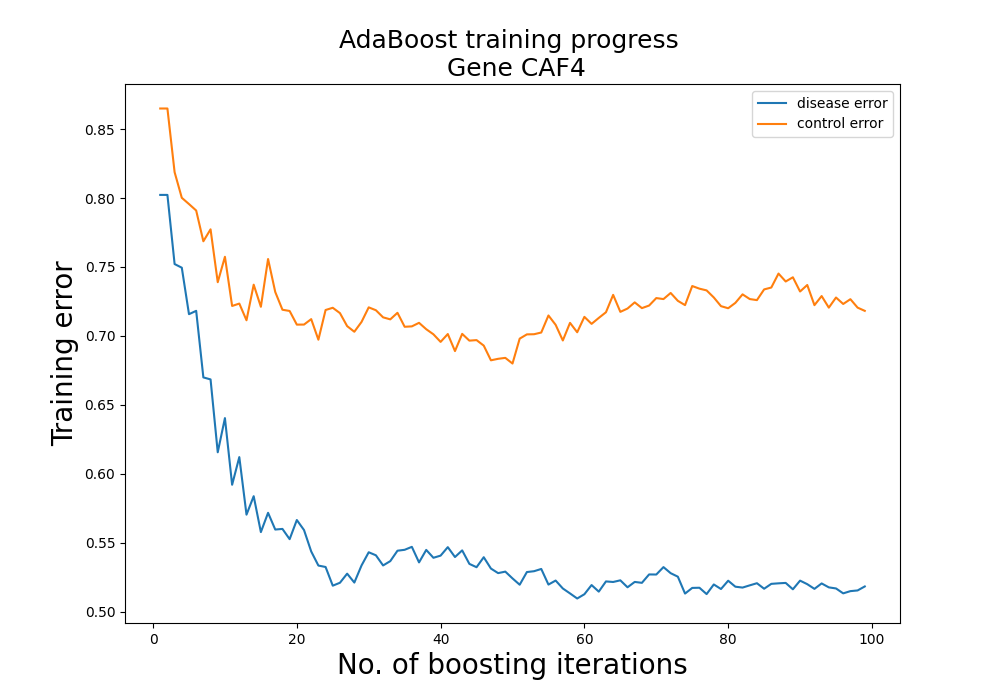 AdaBoost training progress
Gene CAF4
disease error
control error
0.85
0.80
0.75
0.70
0.65
0.60
0.55
0.50
Training error
0
20
40
60
80
100
No. of boosting iterations